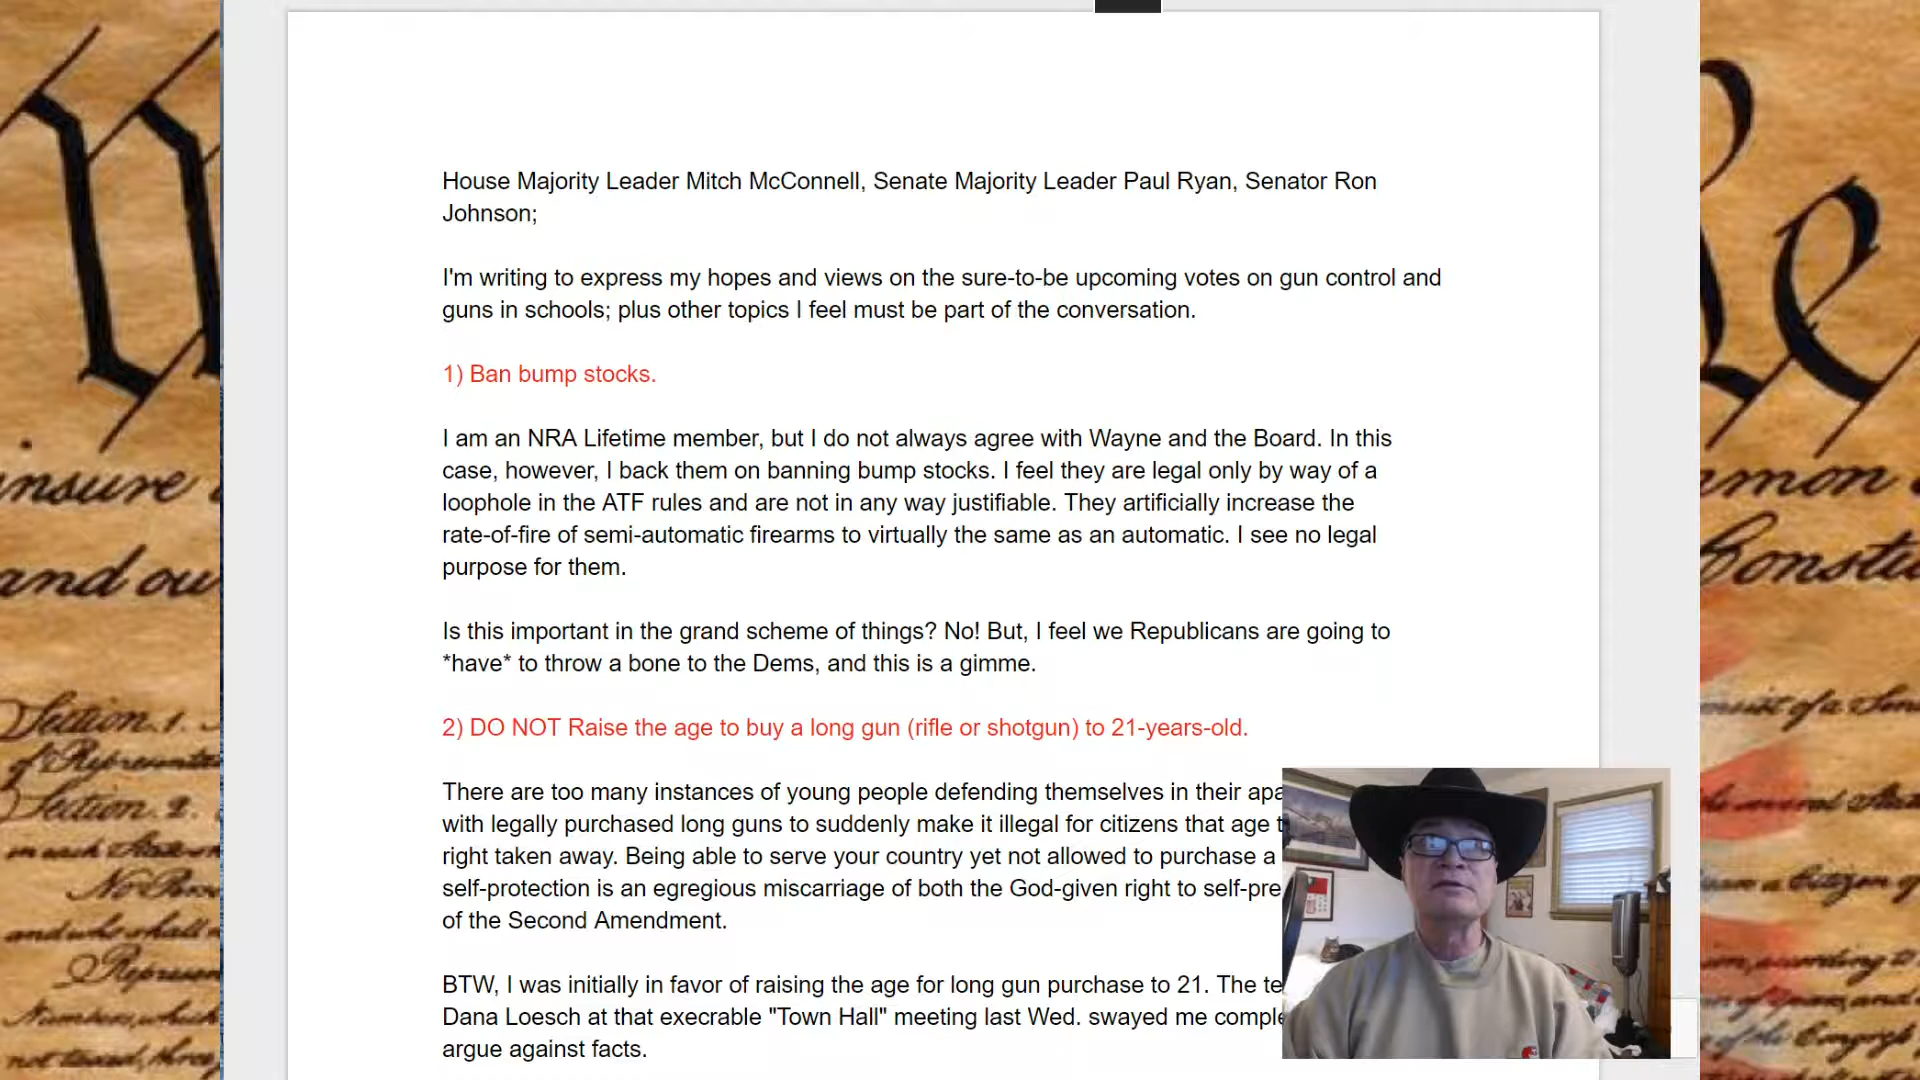 House Majority Leader Mitch McConnell, Senate Majority Leader Paul Ryan, Senator Ron
Johnson;
I'm writing to express my hopes and views on the sure-to-be upcoming votes on gun control and
guns in schools; plus other topics I feel must be part of the conversation.
1) Ban bump stocks.
I am an NRA Lifetime member, but I do not always agree with Wayne and the Board. In this
case, however, I back them on banning bump stocks. I feel they are legal only by way of a
loophole in the ATF rules and are not in any way justifiable. They artificially increase the
rate-of-fire of semi-automatic firearms to virtually the same as an automatic. I see no legal
purpose for them.
Is this important in the grand scheme of things? No! But, I feel we Republicans are going to
*have* to throw a bone to the Dems, and this is a gimme.
2) DO NOT Raise the age to buy a long gun (rifle or shotgun) to 21-years-old.
There are too many instances of young people defending themselves in their
with legally purchased long guns to suddenly make it illegal for citizens that age
right taken away. Being able to serve your country yet not allowed to purchase a
self-protection is an egregious miscarriage of both the God-given right to
of the Second Amendment.
BTW, I was initially in favor of raising the age for long gun purchase to 21. The
Dana Loesch at that execrable "Town Hall" meeting last Wed. swayed me
argue against facts.
We
insure
and
Section. 1.
Section. 2.